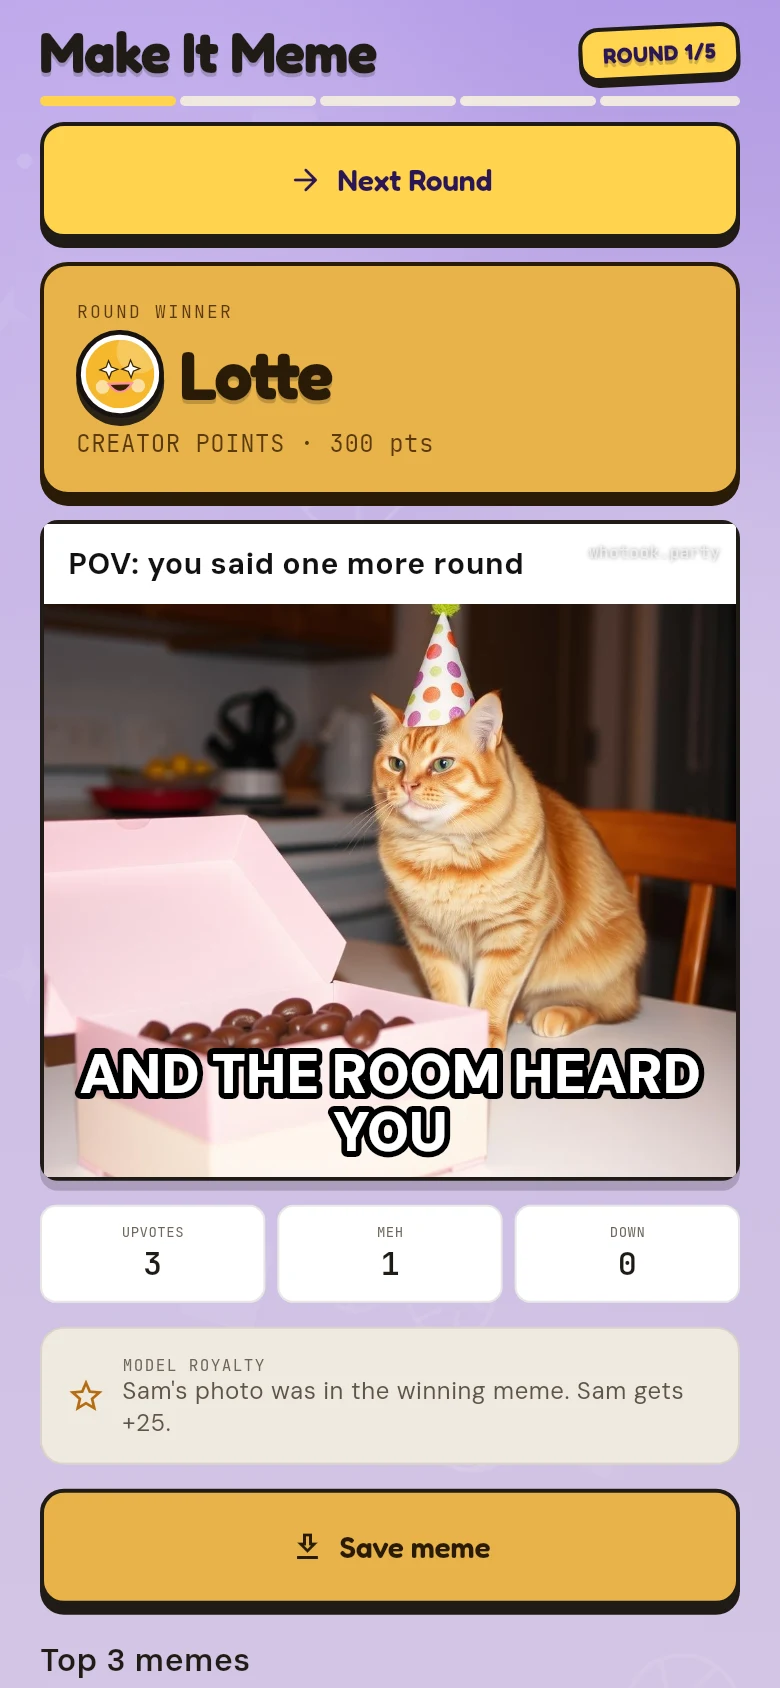 Make It Meme
ROUND 1/5
Next Round
ROUND WINNER
Lotte
CREATOR POINTS · 300 pts
POV: you said one more round
whotook.party
AND THE ROOM HEARD
YOU
UPVOTES
3
MEH
1
DOWN
0
MODEL ROYALTY
Sam's photo was in the winning meme. Sam gets
+25.
Save meme
Top 3 memes